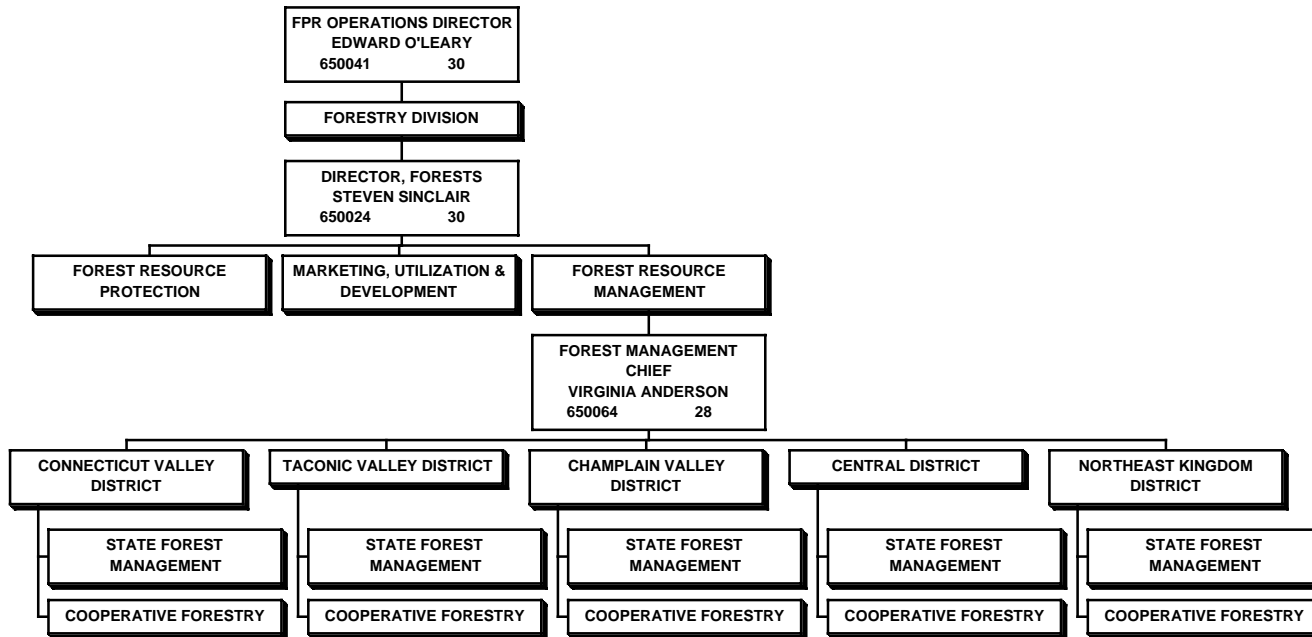 FPR OPERATIONS DIRECTOR
EDWARD O'LEARY
650041 30
FORESTRY DIVISION
DIRECTOR, FORESTS
STEVEN SINCLAIR
650024 30
FOREST RESOURCE
PROTECTION
MARKETING, UTILIZATION &
DEVELOPMENT
FOREST RESOURCE
MANAGEMENT
FOREST MANAGEMENT
CHIEF
VIRGINIA ANDERSON
650064 28
CONNECTICUT VALLEY
DISTRICT
STATE FOREST
MANAGEMENT
COOPERATIVE FORESTRY
TACONIC VALLEY DISTRICT
STATE FOREST
MANAGEMENT
COOPERATIVE FORESTRY
CHAMPLAIN VALLEY
DISTRICT
STATE FOREST
MANAGEMENT
COOPERATIVE FORESTRY
CENTRAL DISTRICT
STATE FOREST
MANAGEMENT
COOPERATIVE FORESTRY
NORTHEAST KINGDOM
DISTRICT
STATE FOREST
MANAGEMENT
COOPERATIVE FORESTRY